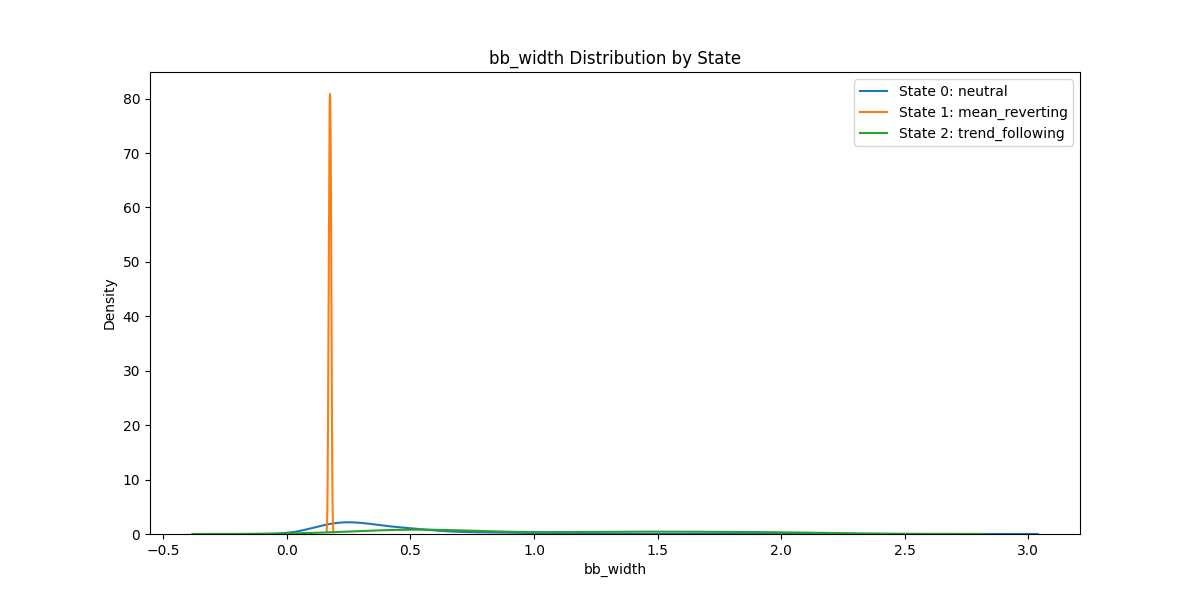 bb_width Distribution by State
State 0: neutral
State 1: mean_reverting
State 2: trend_following
Density
80
70
60
50
40
30
20
10
0
−0.5 0.0 0.5 1.0 1.5 2.0 2.5 3.0
bb_width